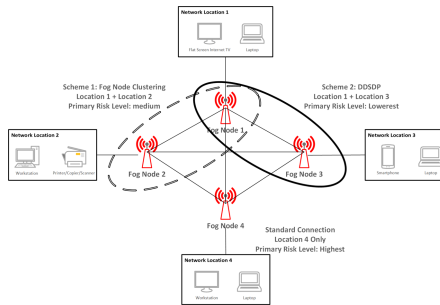 Network Location 1
Flat Screen Internet TV
Laptop
Scheme 1: Fog Node Clustering
Location 1 + Location 2
Primary Risk Level: medium
Scheme 2: DDSDP
Location 1 + Location 3
Primary Risk Level: Lowerest
Fog Node 1
Network Location 2
Workstation
Printer/Copier/Scanner
Fog Node 2
Fog Node 3
Network Location 3
Smartphone
Laptop
Fog Node 4
Standard Connection
Location 4 Only
Primary Risk Level: Highest
Network Location 4
Workstation
Laptop